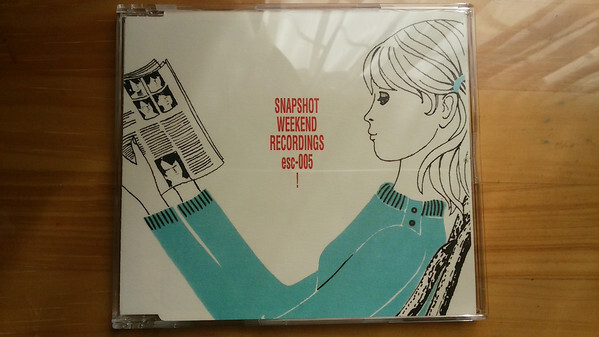 SNAPSHOT
WEEKEND
RECORDINGS
esc-005
!